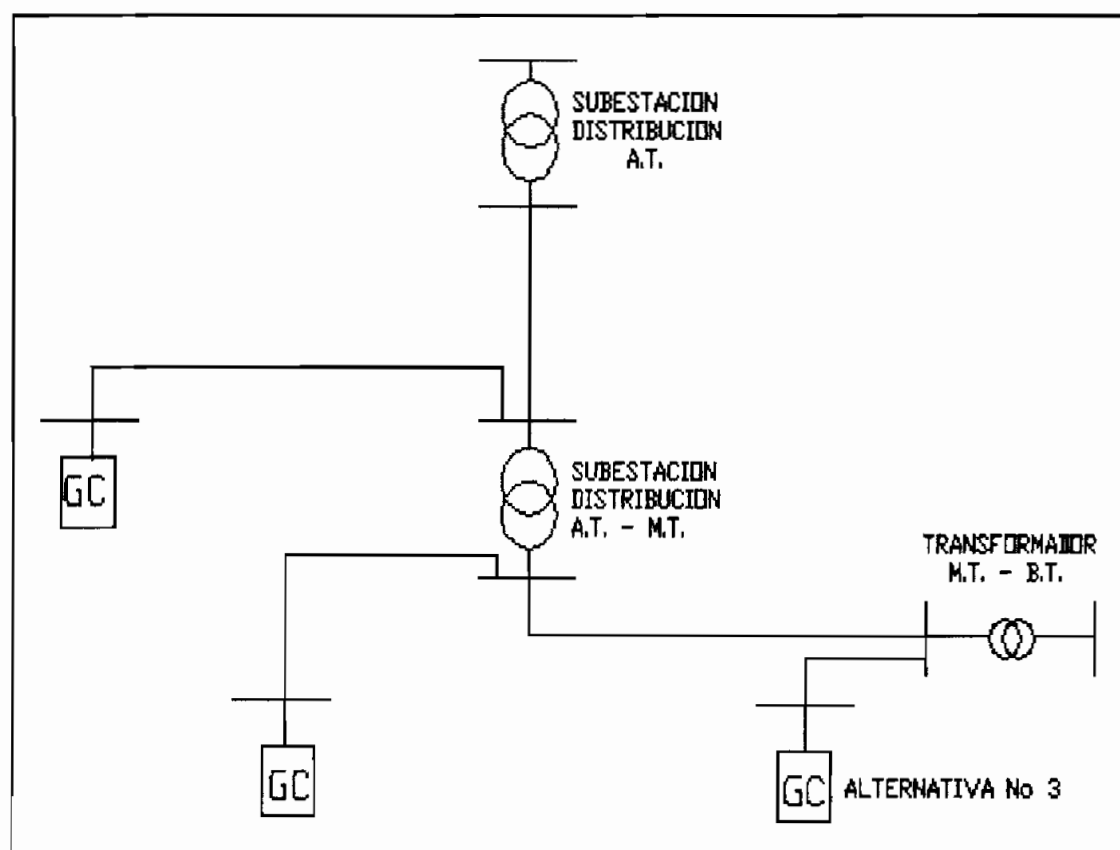 SUBESTACION
DISTRIBUCION
A.T.
GC
SUBESTACION
DISTRIBUCION
A.T. - M.T.
TRANSFORMADOR
M.T. - B.T.
GC
GC ALTERNATIVA No 3